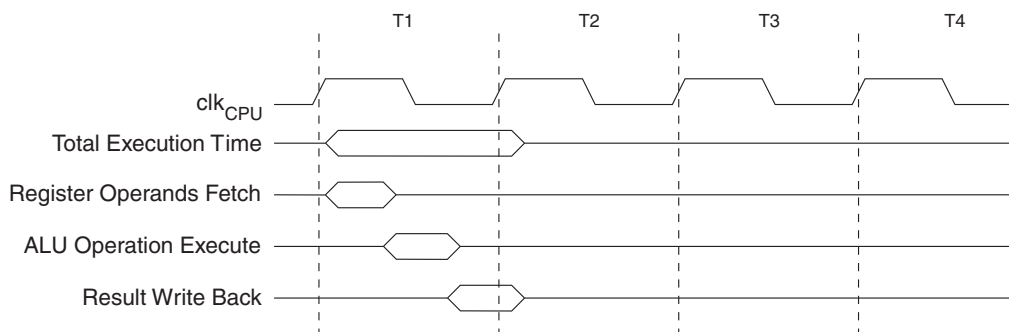 T1 T2 T3 T4
clkCPU
Total Execution Time
Register Operands Fetch
ALU Operation Execute
Result Write Back